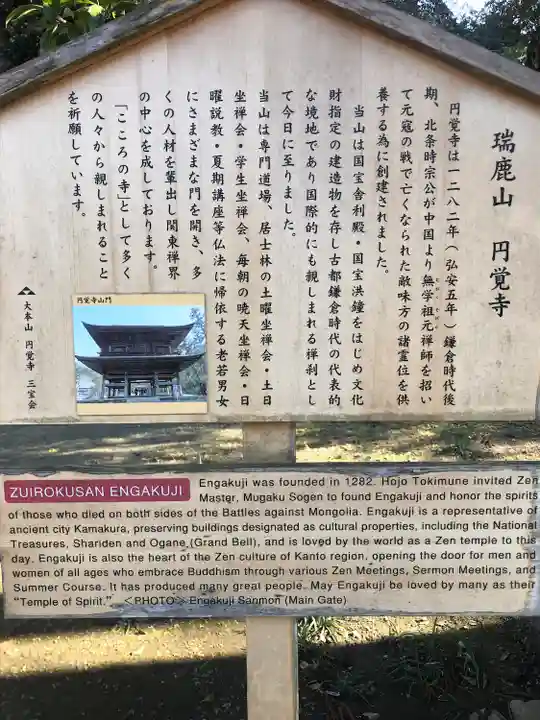 瑞鹿山　円覚寺
円覚寺は一二八二年（弘安五年）鎌倉時代後
期、北条時宗公が中国より無学祖元禅師を招い
て元寇の戦で亡くなられた敵味方の諸霊位を供
養する為に創建されました。
当山は国宝舎利殿・国宝洪鐘をはじめ文化
財指定の建造物を存し古都鎌倉時代の代表的
な境地であり国際的にも親しまれる禅刹とし
て今日に至りました。
当山は専門道場、居士林の土曜坐禅会・土日
坐禅会・学生坐禅会、毎朝の暁天坐禅会・日
曜説教・夏期講座等仏法に帰依する老若男女
にさまざまな門を開き、多
くの人材を輩出し関東禅界
の中心を成しております。
「こころの寺」として多く
の人々から親しまれること
を祈願しています。
円覚寺山門
大本山　円覚寺　三宝会
ZUIROKUSAN ENGAKUJI
Engakuji was founded in 1282. Hojo Tokimune invited Zen
Master, Mugaku Sogen to found Engakuji and honor the spirits
of those who died on both sides of the Battles against Mongolia. Engakuji is a representative of
ancient city Kamakura, preserving buildings designated as cultural properties, including the National
Treasures, Shariden and Ogane (Grand Bell), and is loved by the world as a Zen temple to this
day. Engakuji is also the heart of the Zen culture of Kanto region, opening the door for men and
women of all ages who embrace Buddhism through various Zen Meetings, Sermon Meetings, and
Summer Course. It has produced many great people. May Engakuji be loved by many as their
"Temple of Spirit." <PHOTO> Engakuji Sanmon (Main Gate)